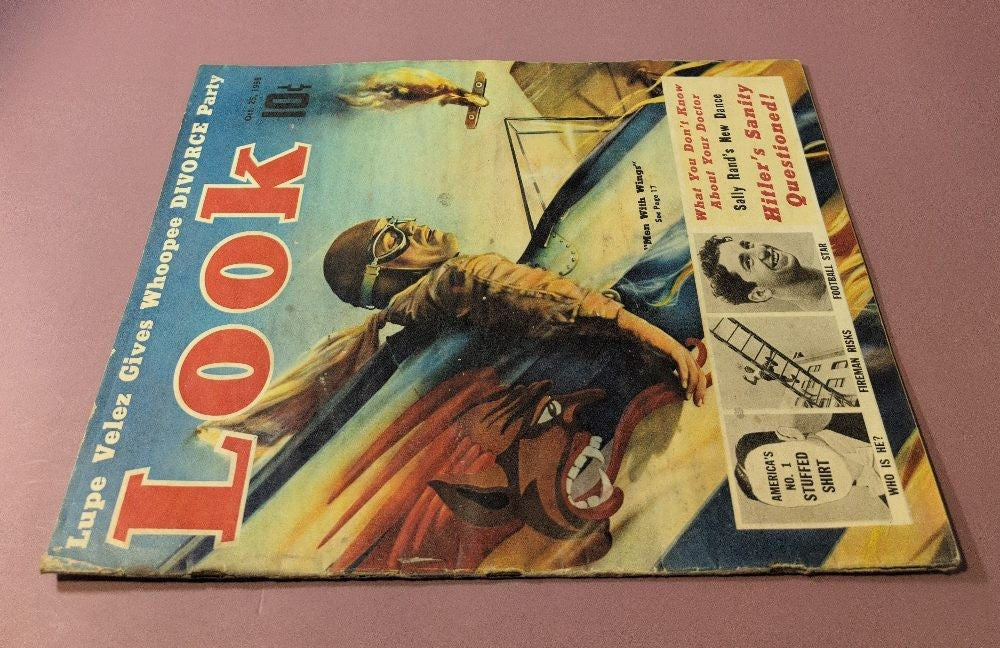 Lupe Velez Gives Whoopee DIVORCE Party
Look
Oct. 25, 1938
10¢
"Men With Wings"
See Page 17
What You Don't Know
About Your Doctor
Sally Rand's New Dance
Hitler's Sanity
Questioned!
AMERICA'S
NO. 1
STUFFED
SHIRT
WHO IS HE?
FIREMAN RISKS
FOOTBALL STAR